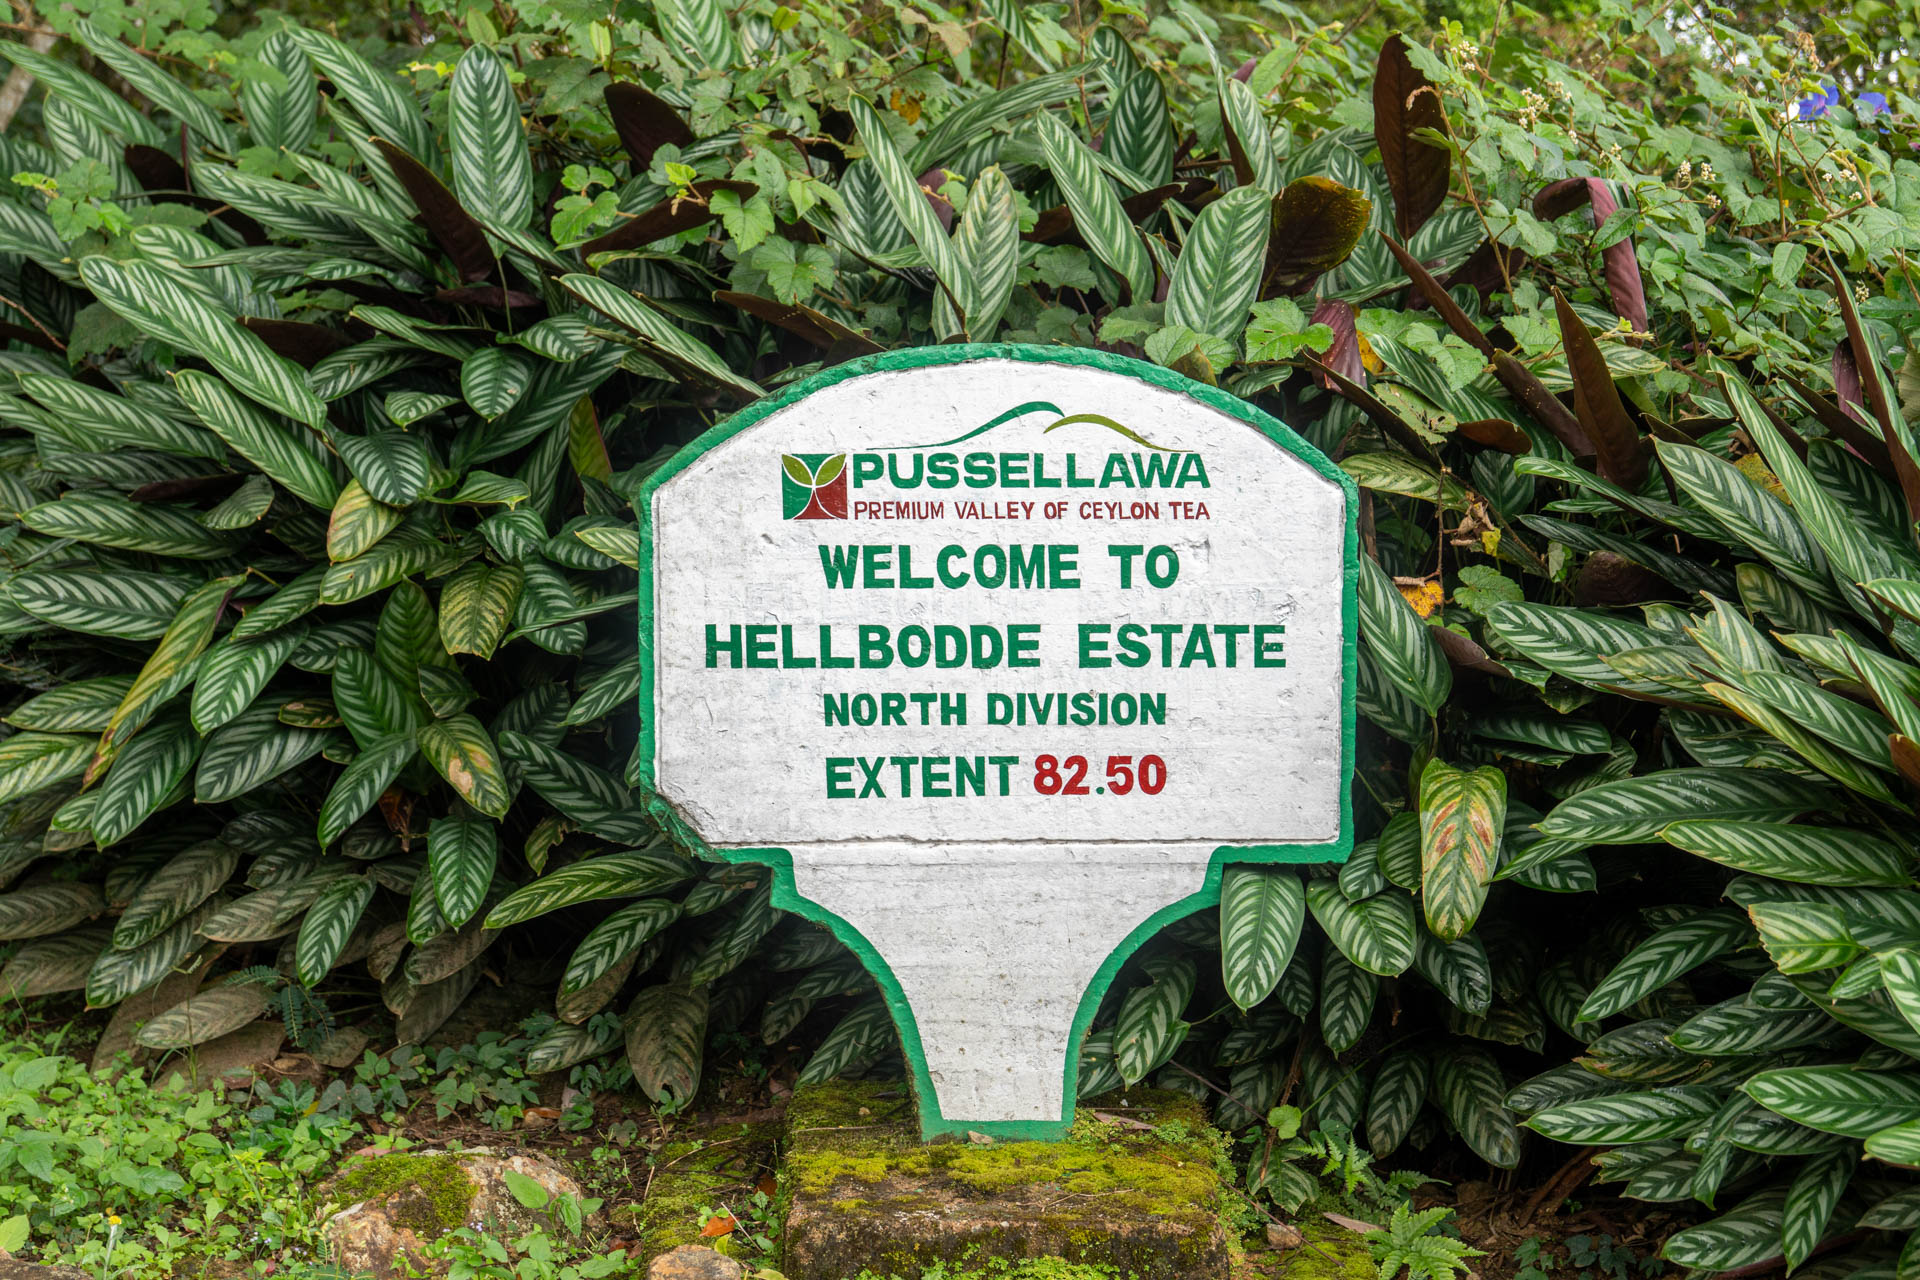 PUSSELLAWA
PREMIUM VALLEY OF CEYLON TEA
WELCOME TO
HELLBODDE ESTATE
NORTH DIVISION
EXTENT 82.50